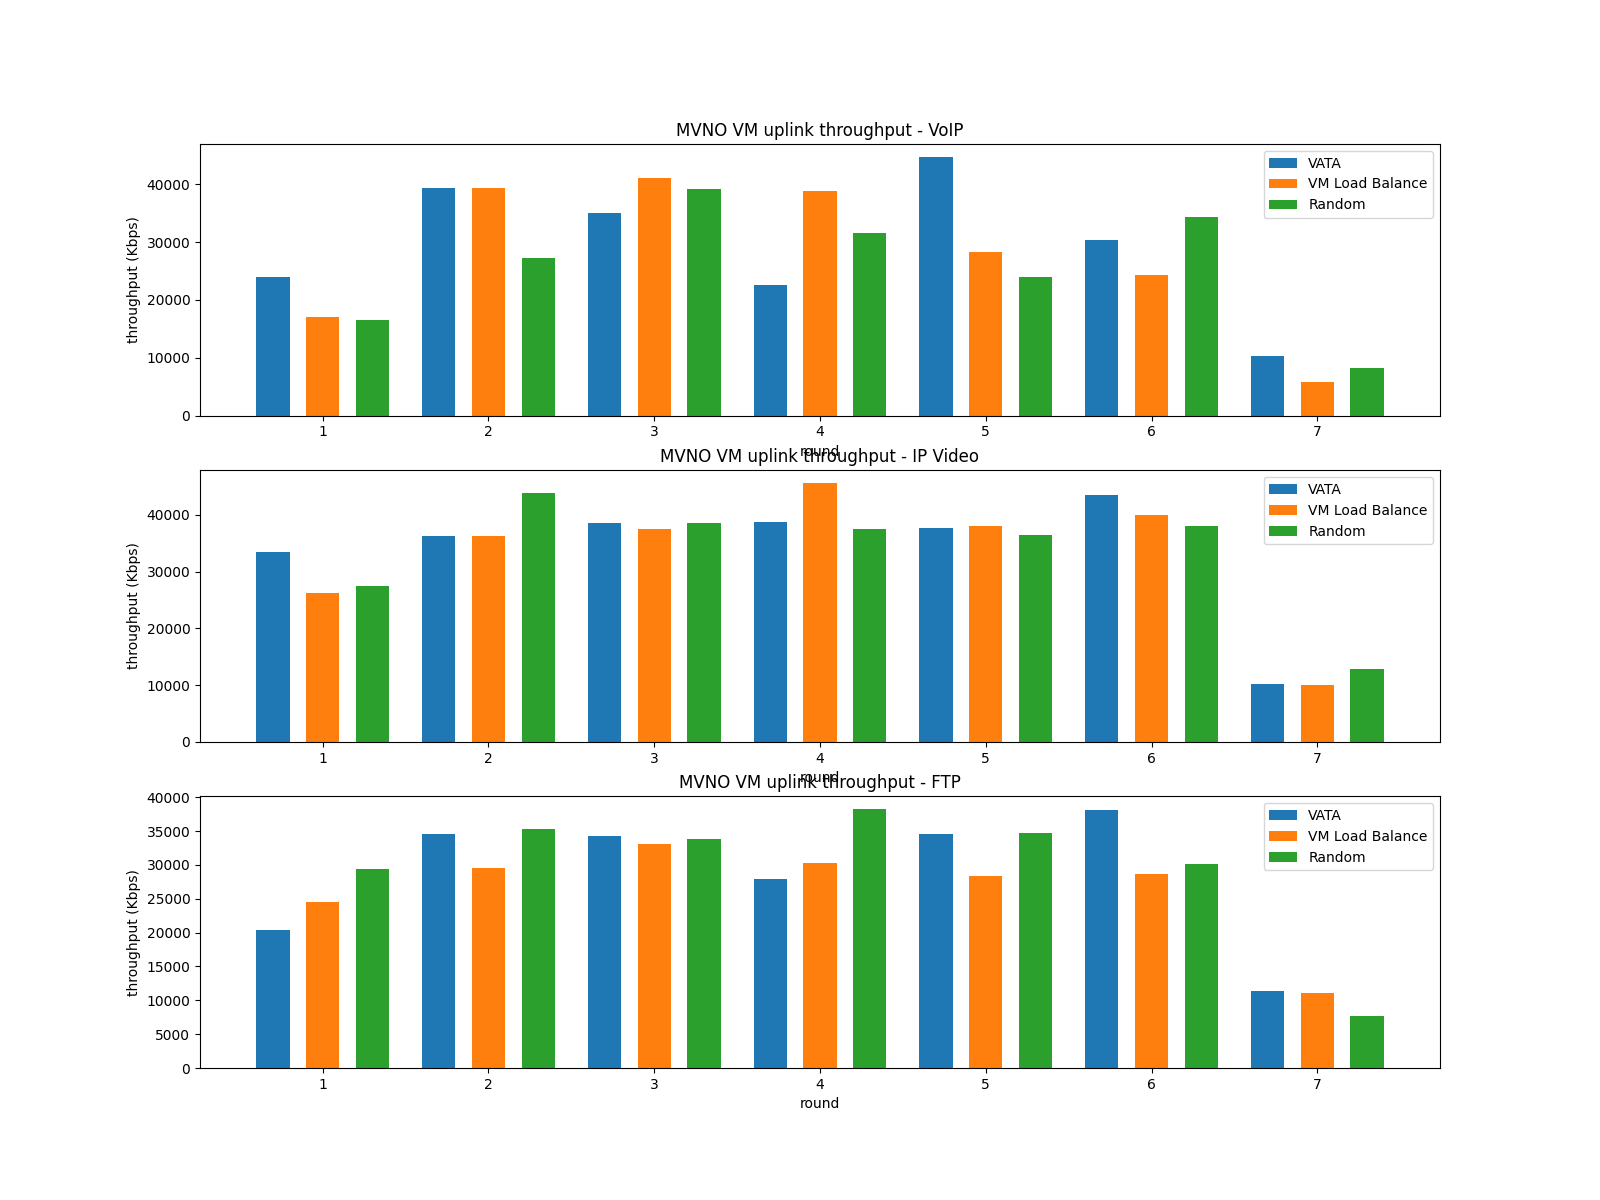 MVNO VM uplink throughput - VoIP
throughput (Kbps)
40000
30000
20000
10000
0
VATA
VM Load Balance
Random
1 2 3 4 5 6 7
round
MVNO VM uplink throughput - IP Video
throughput (Kbps)
40000
30000
20000
10000
0
VATA
VM Load Balance
Random
1 2 3 4 5 6 7
round
MVNO VM uplink throughput - FTP
throughput (Kbps)
40000
35000
30000
25000
20000
15000
10000
5000
0
VATA
VM Load Balance
Random
1 2 3 4 5 6 7
round